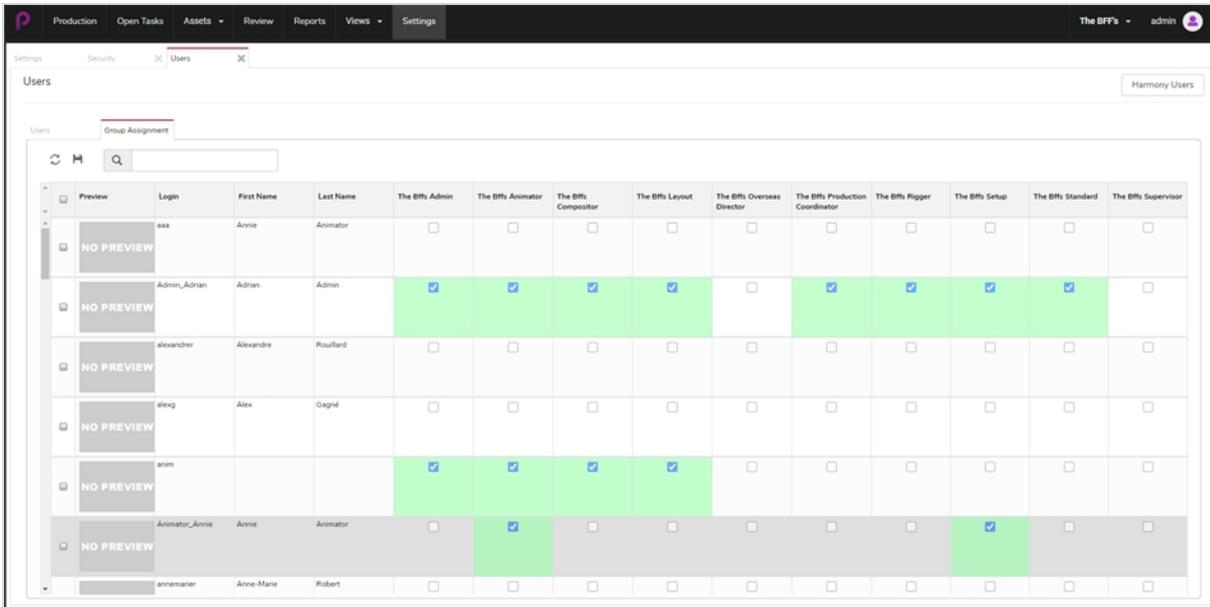 Production Open Tasks Assets Review Reports Views Settings The BFF's admin
Settings Security Users
Users Harmony Users
Users Group Assignment
Preview Login First Name Last Name The Bffs Admin The Bffs Animator The Bffs Compositor The Bffs Layout The Bffs Overseas Director The Bffs Production Coordinator The Bffs Rigger The Bffs Setup The Bffs Standard The Bffs Supervisor
NO PREVIEW aaa Annie Animator
NO PREVIEW Admin_Adrian Adrian Admin
NO PREVIEW alexandrer Alexandre Rouillard
NO PREVIEW alexg Alex Gagné
NO PREVIEW anim
NO PREVIEW Animator_Annie Annie Animator
annemarier Anne-Marie Robert